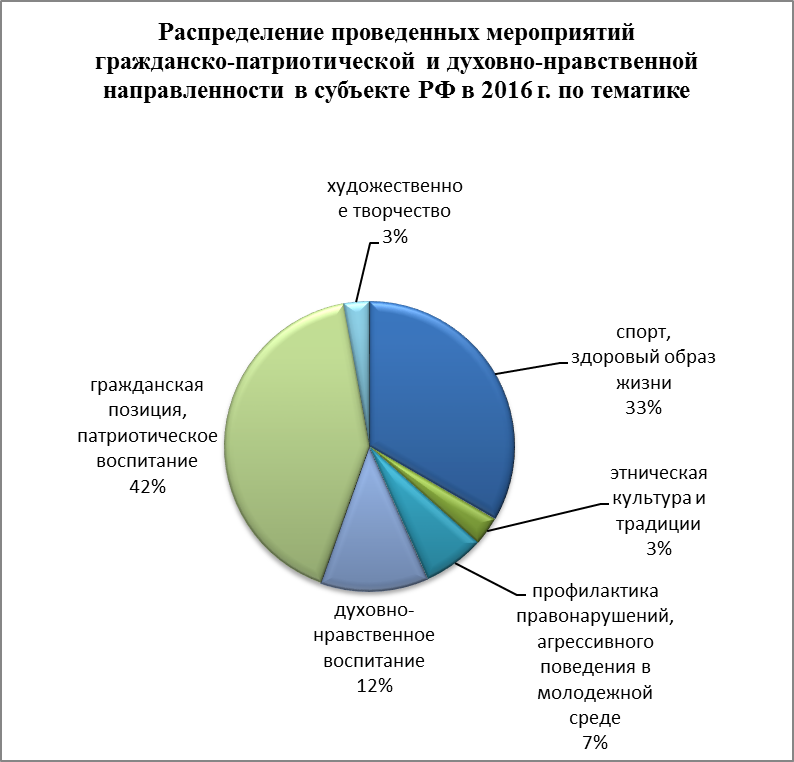 Распределение проведенных мероприятий
гражданско-патриотической и духовно-нравственной
направленности в субъекте РФ в 2016 г. по тематике
художественно
е творчество
3%
спорт,
здоровый образ
жизни
33%
этническая
культура и
традиции
3%
профилактика
правонарушений,
агрессивного
поведения в
молодежной
среде
7%
духовно-
нравственное
воспитание
12%
гражданская
позиция,
патриотическое
воспитание
42%